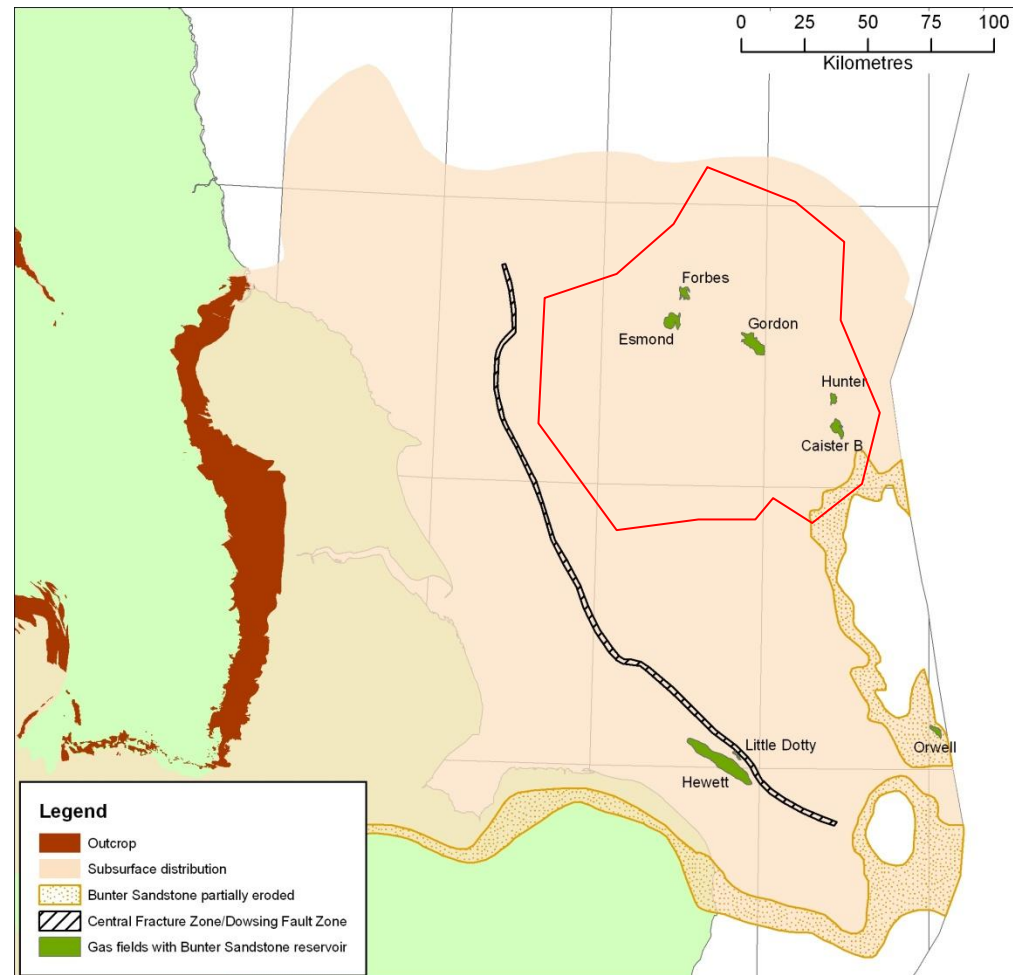 0 25 50 75 100
Kilometres
Forbes
Esmond
Gordon
Hunter
Caister B
Little Dotty
Hewett
Orwell
Legend
Outcrop
Subsurface distribution
Bunter Sandstone partially eroded
Central Fracture Zone/Dowsing Fault Zone
Gas fields with Bunter Sandstone reservoir